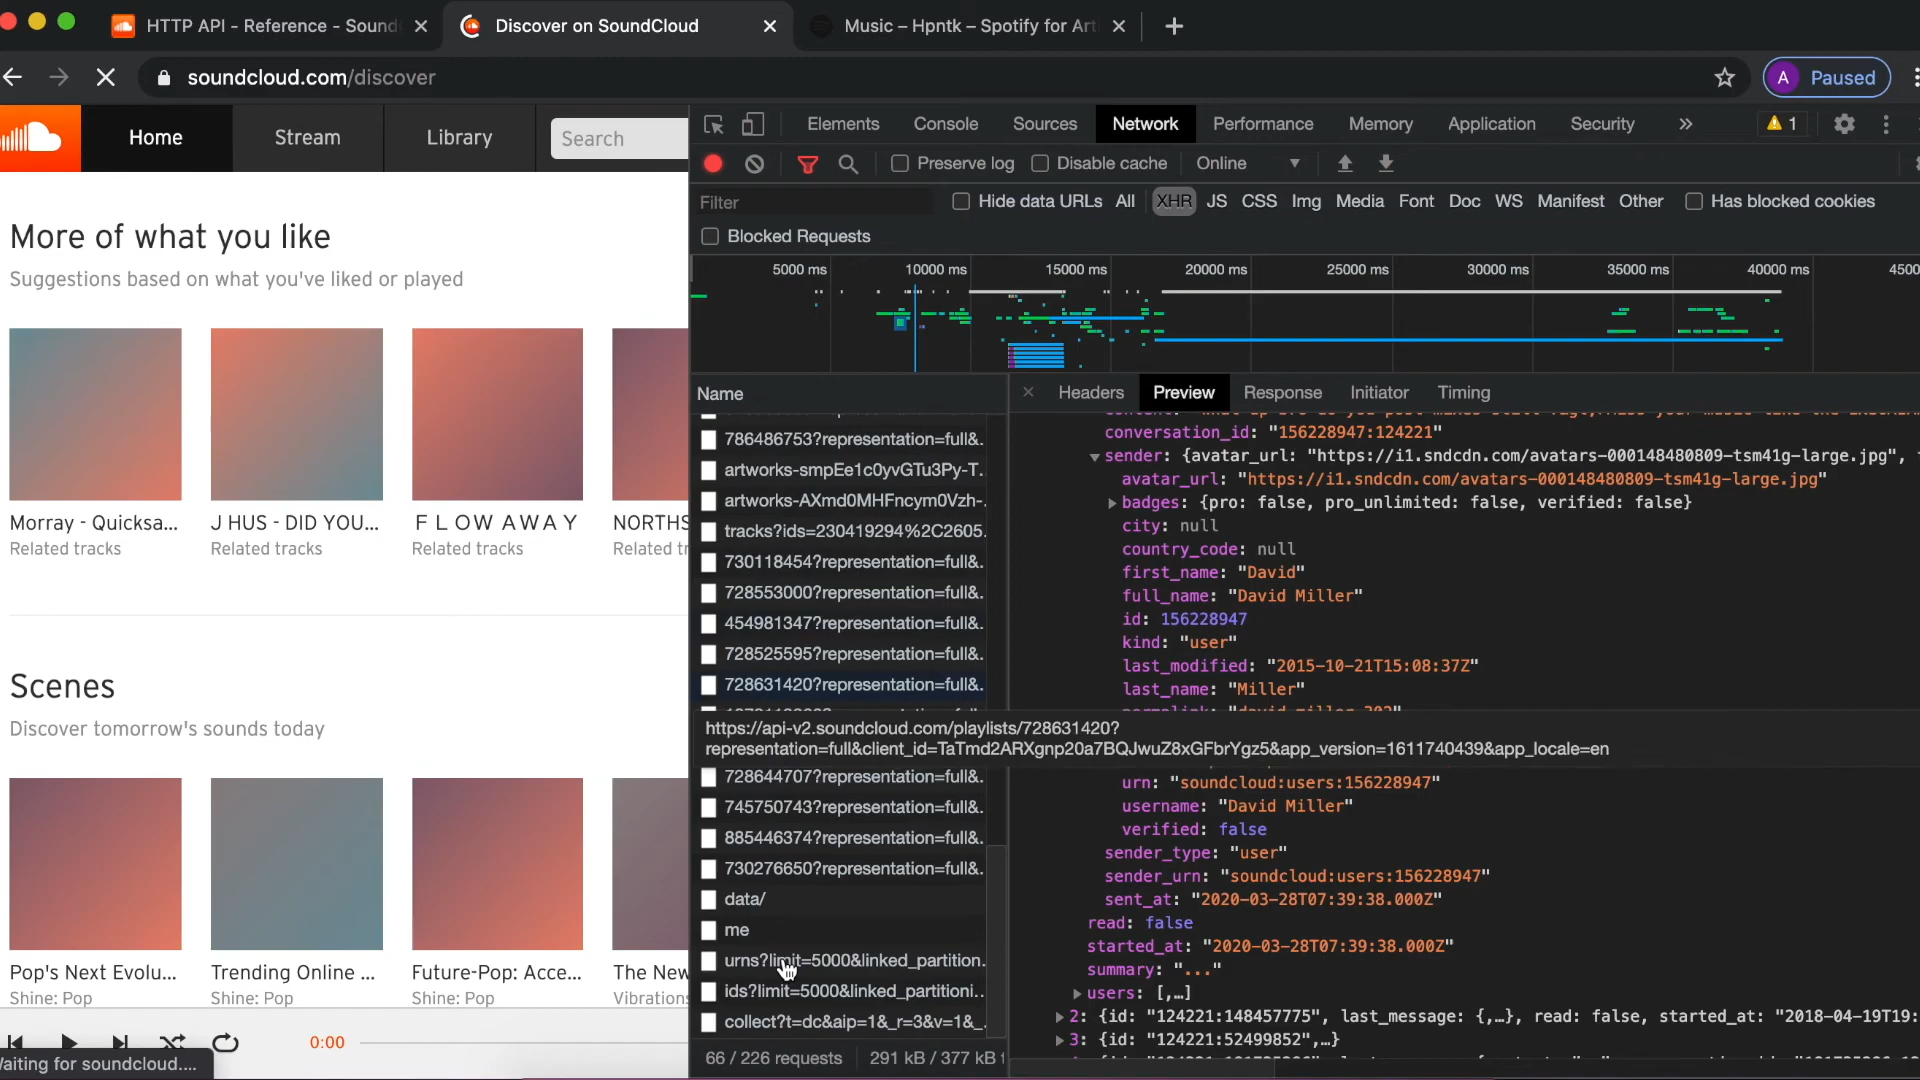 HTTP API - Reference - Sound
Discover on SoundCloud
Music – Hpntk – Spotify for Art
soundcloud.com/discover
A Paused
Home
Stream
Library
Search
More of what you like
Suggestions based on what you've liked or played
Morray - Quicksa...
Related tracks
J HUS - DID YOU...
Related tracks
F L O W A W A Y
Related tracks
NORTHS
Related tr
Scenes
Discover tomorrow's sounds today
Pop's Next Evolu...
Shine: Pop
Trending Online ...
Shine: Pop
Future-Pop: Acce...
Shine: Pop
The New
Vibrations
0:00
Waiting for soundcloud....
Elements Console Sources Network Performance Memory Application Security » 1
Preserve log Disable cache Online
Filter Hide data URLs All XHR JS CSS Img Media Font Doc WS Manifest Other Has blocked cookies
Blocked Requests
5000 ms 10000 ms 15000 ms 20000 ms 25000 ms 30000 ms 35000 ms 40000 ms 4500
Name
786486753?representation=full&.
artworks-smpEe1c0yvGTu3Py-T.
artworks-AXmd0MHFncym0Vzh-.
tracks?ids=230419294%2C2605.
730118454?representation=full&.
728553000?representation=full&.
454981347?representation=full&.
728525595?representation=full&.
728631420?representation=full&.
https://api-v2.soundcloud.com/playlists/728631420?
representation=full&client_id=TaTmd2ARXgnp20a7BQJwuZ8xGFbrYgz5&app_version=1611740439&app_locale=en
728644707?representation=full&.
745750743?representation=full&.
885446374?representation=full&.
730276650?representation=full&.
data/
me
urns?limit=5000&linked_partition.
ids?limit=5000&linked_partitioni..
collect?t=dc&aip=1&_r=3&v=1&_.
66 / 226 requests 291 kB / 377 kB t
Headers Preview Response Initiator Timing
conversation_id: "156228947:124221"
sender: {avatar_url: "https://i1.sndcdn.com/avatars-000148480809-tsm41g-large.jpg",
avatar_url: "https://i1.sndcdn.com/avatars-000148480809-tsm41g-large.jpg"
badges: {pro: false, pro_unlimited: false, verified: false}
city: null
country_code: null
first_name: "David"
full_name: "David Miller"
id: 156228947
kind: "user"
last_modified: "2015-10-21T15:08:37Z"
last_name: "Miller"
urn: "soundcloud:users:156228947"
username: "David Miller"
verified: false
sender_type: "user"
sender_urn: "soundcloud:users:156228947"
sent_at: "2020-03-28T07:39:38.000Z"
read: false
started_at: "2020-03-28T07:39:38.000Z"
summary: "..."
users: [,…]
2: {id: "124221:148457775", last_message: {,…}, read: false, started_at: "2018-04-19T19:
3: {id: "124221:52499852",…}